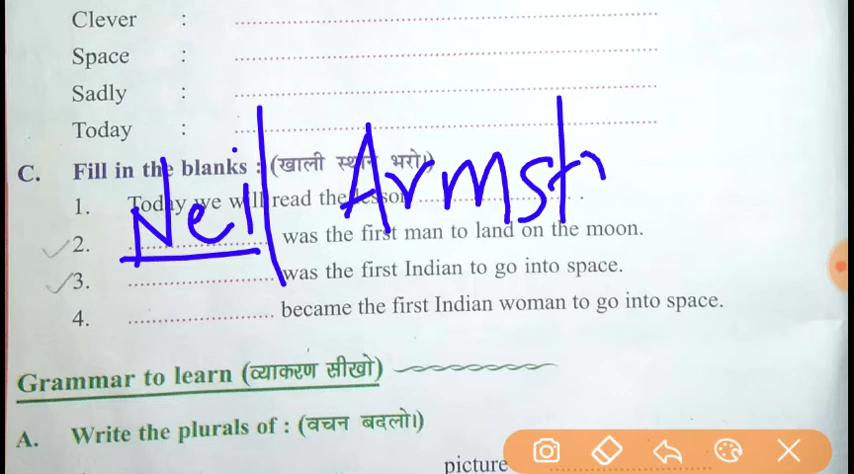 Clever :
Space :
Sadly :
Today :
C. Fill in the blanks : (खाली स्थान भरो।)
1. Today we will read the lesson
Neil Armstr
2. was the first man to land on the moon.
3. was the first Indian to go into space.
4. became the first Indian woman to go into space.
Grammar to learn (व्याकरण सीखो)
A. Write the plurals of : (वचन बदलो।)
picture